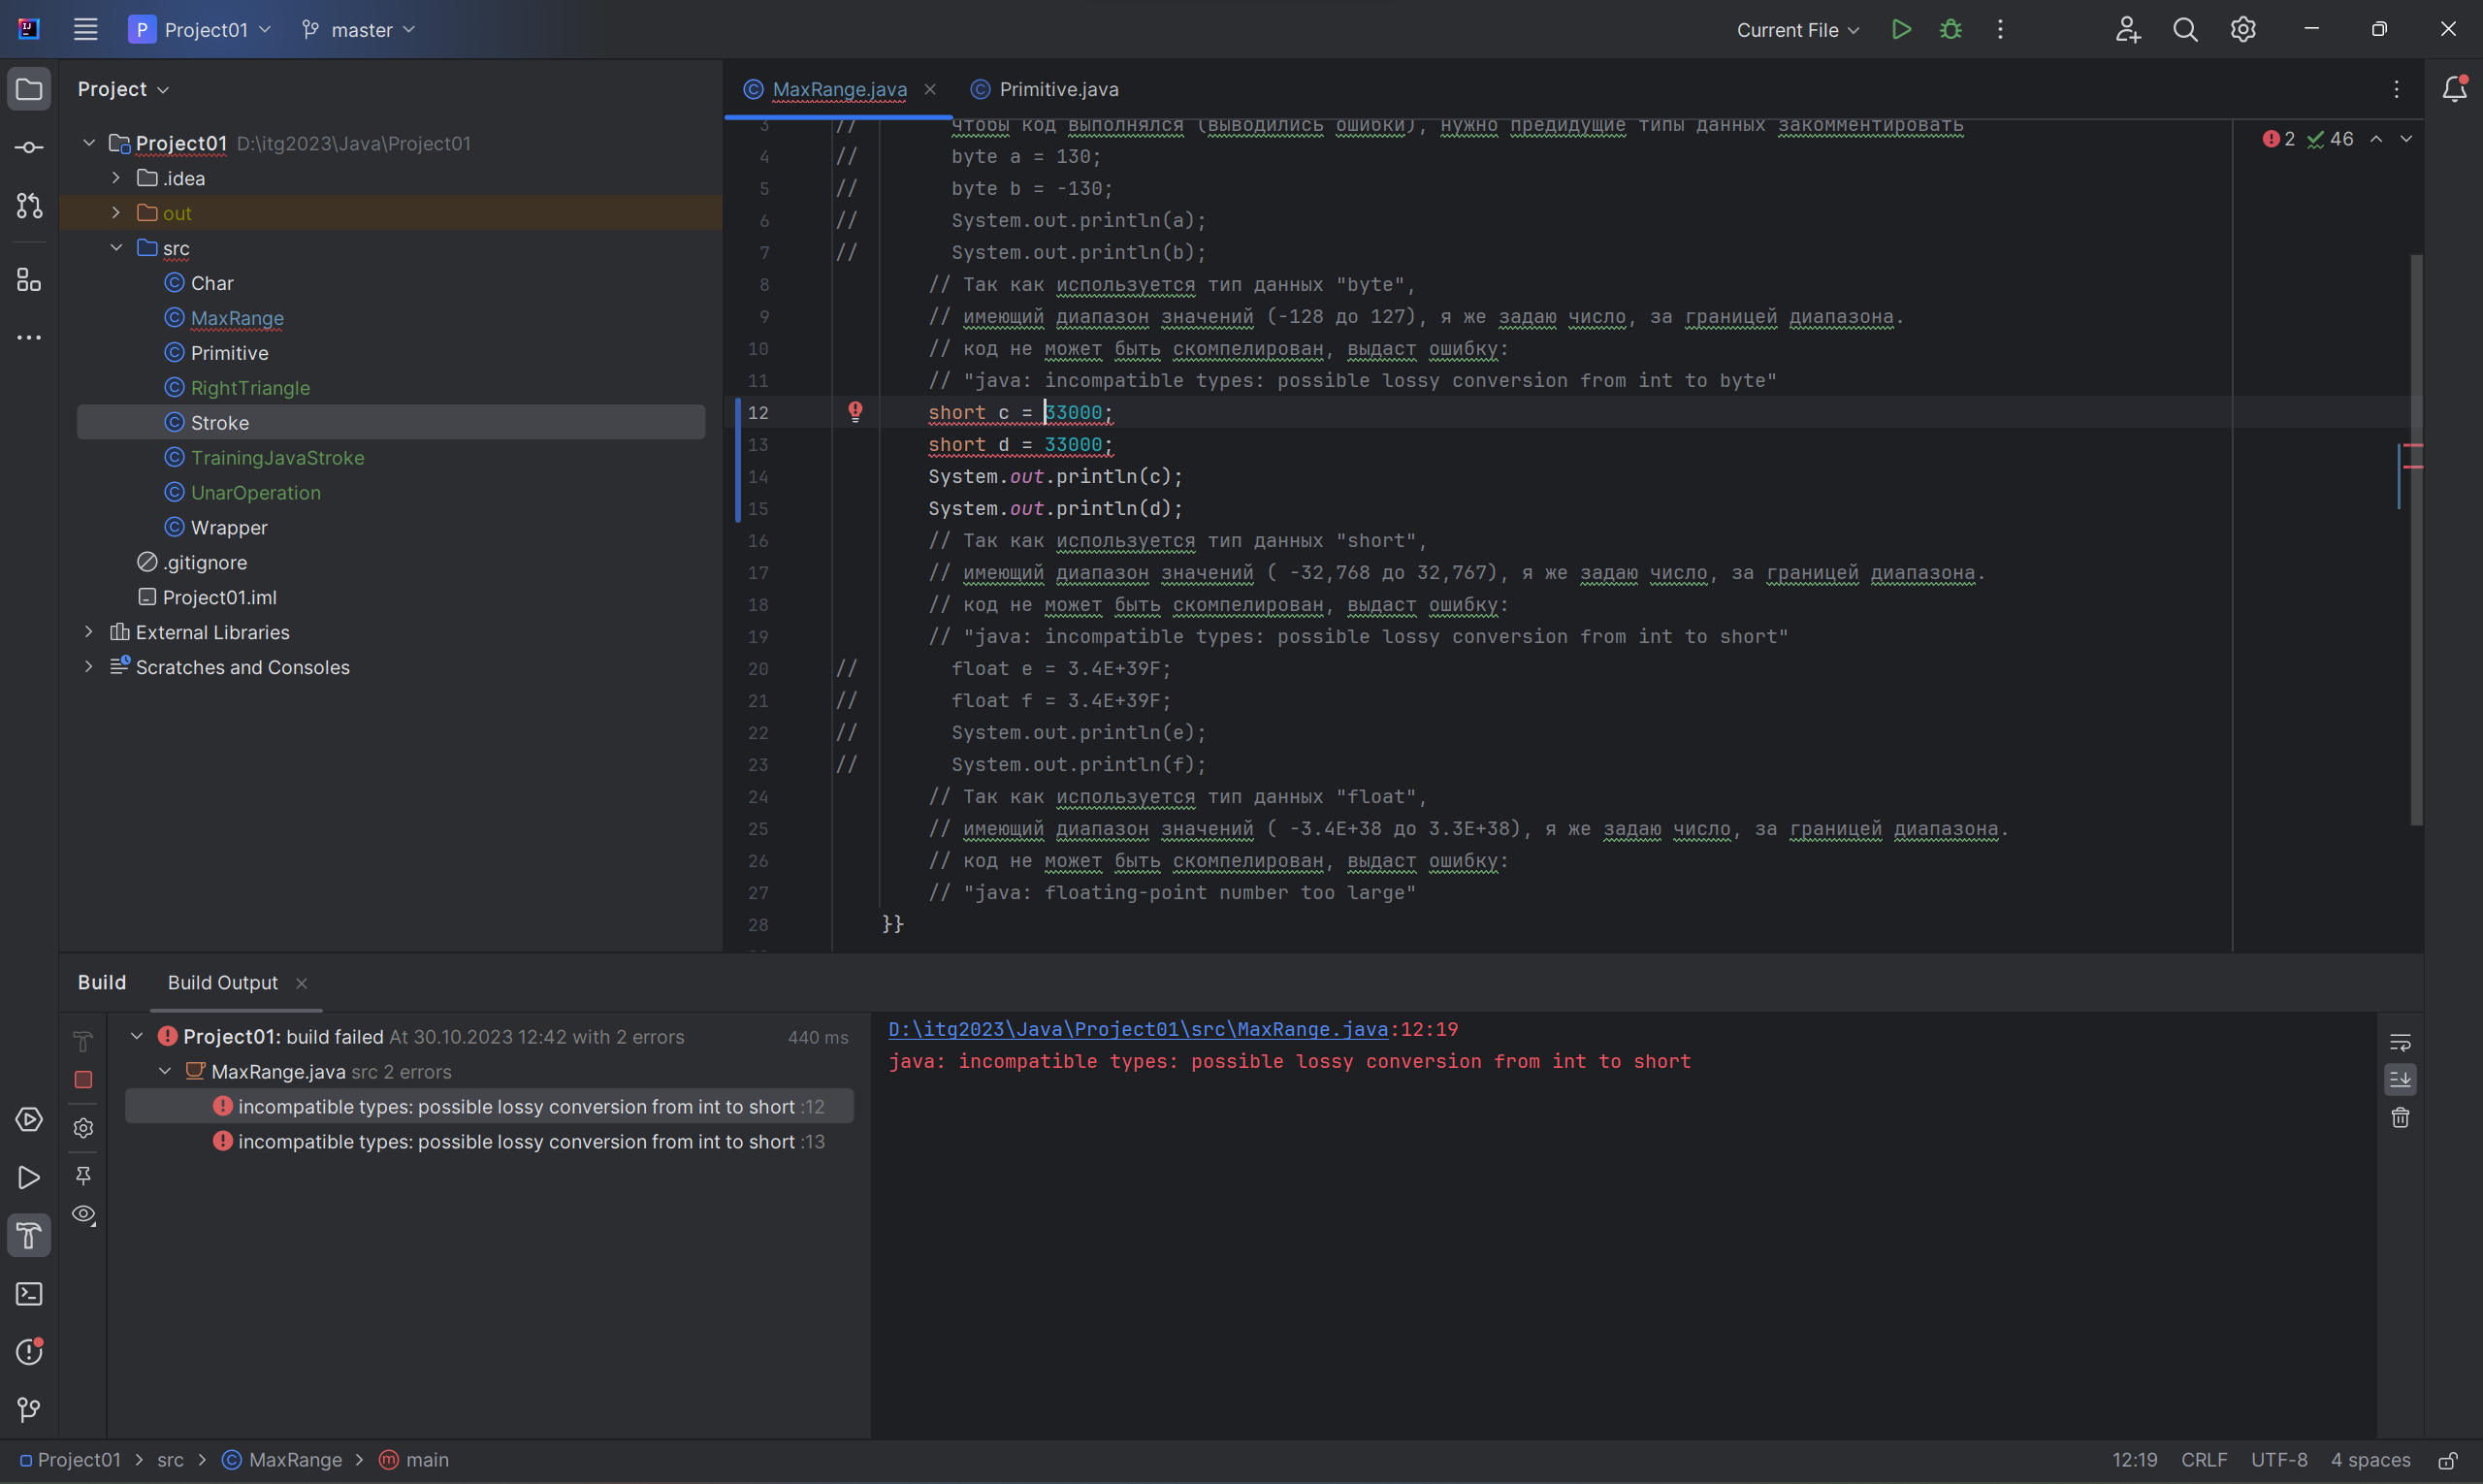 P Project01 master Current File
Project
MaxRange.java
Primitive.java
Project01 D:\itg2023\Java\Project01
.idea
out
src
Char
MaxRange
Primitive
RightTriangle
Stroke
TrainingJavaStroke
UnarOperation
Wrapper
.gitignore
Project01.iml
External Libraries
Scratches and Consoles
2 46
3 // чтобы код выполнялся (выводились ошибки), нужно предидущие типы данных закомментировать
4 // byte a = 130;
5 // byte b = -130;
6 // System.out.println(a);
7 // System.out.println(b);
8 // Так как используется тип данных "byte",
9 // имеющий диапазон значений (-128 до 127), я же задаю число, за границей диапазона.
10 // код не может быть скомпелирован, выдаст ошибку:
11 // "java: incompatible types: possible lossy conversion from int to byte"
12 short c = 33000;
13 short d = 33000;
14 System.out.println(c);
15 System.out.println(d);
16 // Так как используется тип данных "short",
17 // имеющий диапазон значений ( -32,768 до 32,767), я же задаю число, за границей диапазона.
18 // код не может быть скомпелирован, выдаст ошибку:
19 // "java: incompatible types: possible lossy conversion from int to short"
20 // float e = 3.4E+39F;
21 // float f = 3.4E+39F;
22 // System.out.println(e);
23 // System.out.println(f);
24 // Так как используется тип данных "float",
25 // имеющий диапазон значений ( -3.4E+38 до 3.3E+38), я же задаю число, за границей диапазона.
26 // код не может быть скомпелирован, выдаст ошибку:
27 // "java: floating-point number too large"
28 }}
Build Build Output
Project01: build failed At 30.10.2023 12:42 with 2 errors 440 ms
MaxRange.java src 2 errors
incompatible types: possible lossy conversion from int to short :12
incompatible types: possible lossy conversion from int to short :13
D:\itg2023\Java\Project01\src\MaxRange.java:12:19
java: incompatible types: possible lossy conversion from int to short
Project01 > src > MaxRange > main
12:19 CRLF UTF-8 4 spaces